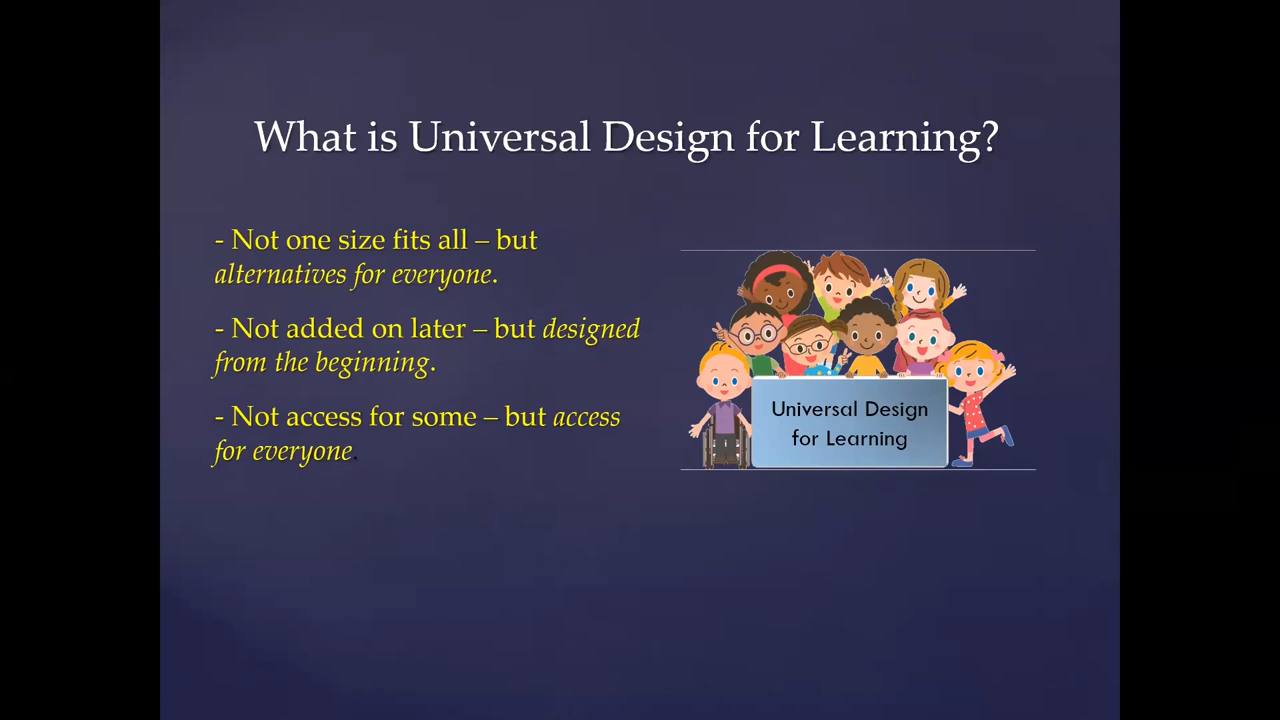 What is Universal Design for Learning?
- Not one size fits all – but
alternatives for everyone.
- Not added on later – but designed
from the beginning.
- Not access for some – but access
for everyone.
Universal Design
for Learning